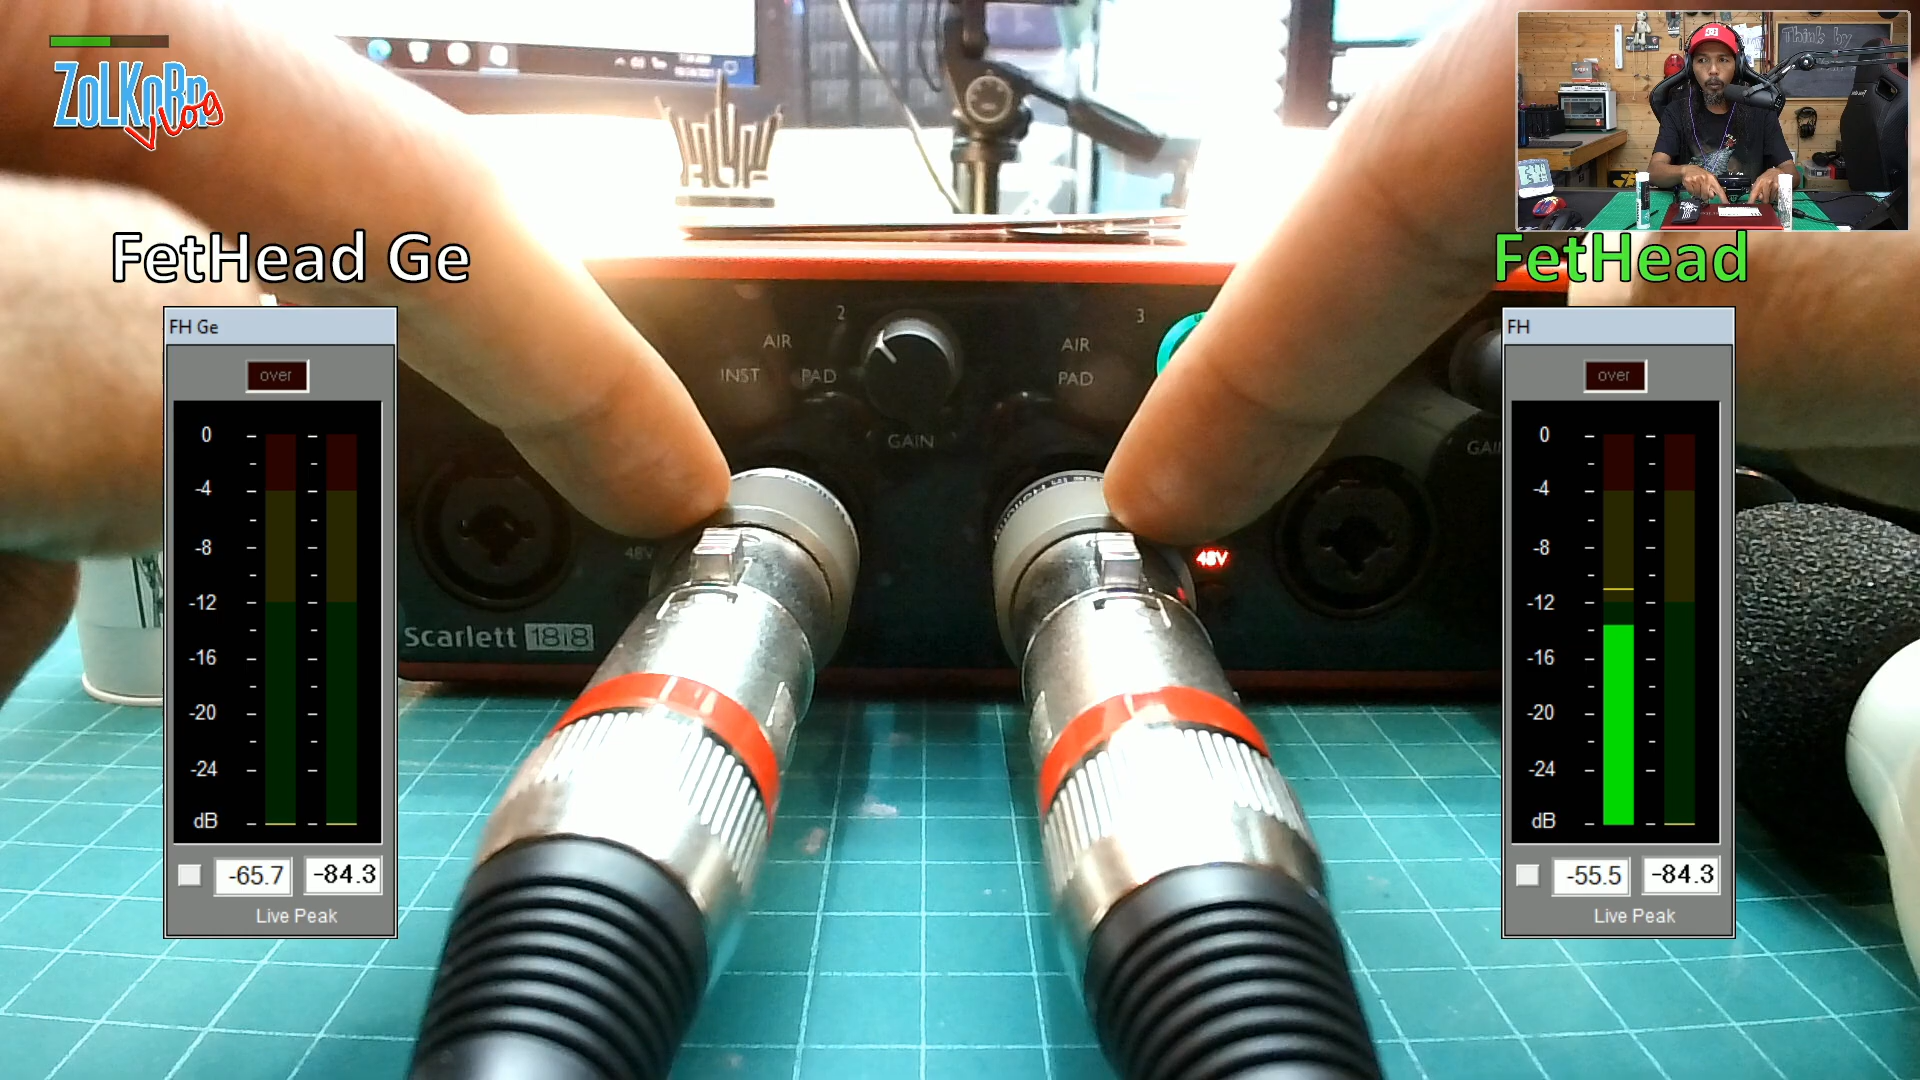 ZOLKORN
Vlog
Think by
FetHead Ge
FetHead
FH Ge
over
0
-4
-8
-12
-16
-20
-24
dB
-65.7
-84.3
Live Peak
2
AIR
INST
PAD
GAIN
48V
Scarlett 18i8
3
AIR
PAD
48V
FH
over
0
-4
-8
-12
-16
-20
-24
dB
-55.5
-84.3
Live Peak